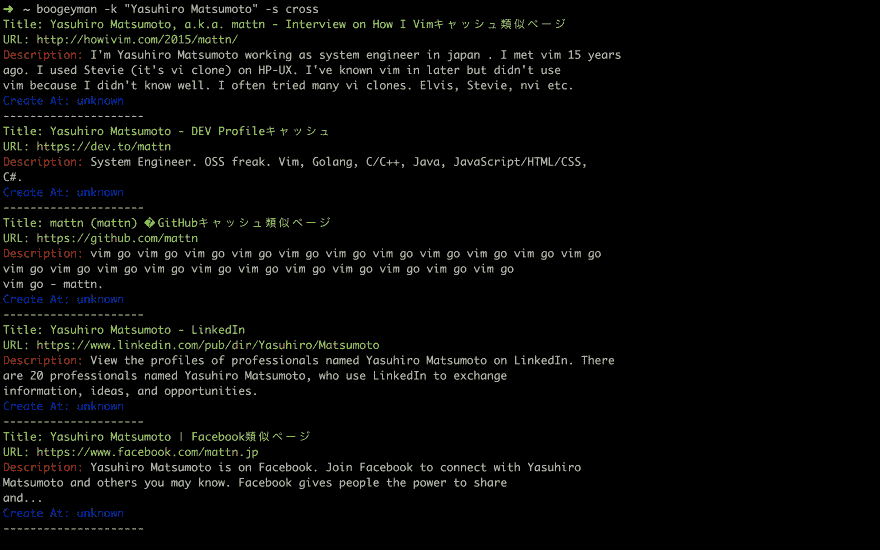 ➜  ~ boogeyman -k "Yasuhiro Matsumoto" -s cross
Title: Yasuhiro Matsumoto, a.k.a. mattn - Interview on How I Vimキャッシュ類似ページ
URL: http://howivim.com/2015/mattn/
Description: I'm Yasuhiro Matsumoto working as system engineer in japan . I met vim 15 years
ago. I used Stevie (it's vi clone) on HP-UX. I've known vim in later but didn't use
vim because I didn't know well. I often tried many vi clones. Elvis, Stevie, nvi etc.
Create At: unknown
---------------------
Title: Yasuhiro Matsumoto - DEV Profileキャッシュ
URL: https://dev.to/mattn
Description: System Engineer. OSS freak. Vim, Golang, C/C++, Java, JavaScript/HTML/CSS,
C#.
Create At: unknown
---------------------
Title: mattn (mattn) �GitHubキャッシュ類似ページ
URL: https://github.com/mattn
Description: vim go vim go vim go vim go vim go vim go vim go vim go vim go vim go vim go
vim go vim go vim go vim go vim go vim go vim go vim go vim go vim go vim go
vim go - mattn.
Create At: unknown
---------------------
Title: Yasuhiro Matsumoto - LinkedIn
URL: https://www.linkedin.com/pub/dir/Yasuhiro/Matsumoto
Description: View the profiles of professionals named Yasuhiro Matsumoto on LinkedIn. There
are 20 professionals named Yasuhiro Matsumoto, who use LinkedIn to exchange
information, ideas, and opportunities.
Create At: unknown
---------------------
Title: Yasuhiro Matsumoto | Facebook類似ページ
URL: https://www.facebook.com/mattn.jp
Description: Yasuhiro Matsumoto is on Facebook. Join Facebook to connect with Yasuhiro
Matsumoto and others you may know. Facebook gives people the power to share
and...
Create At: unknown
---------------------